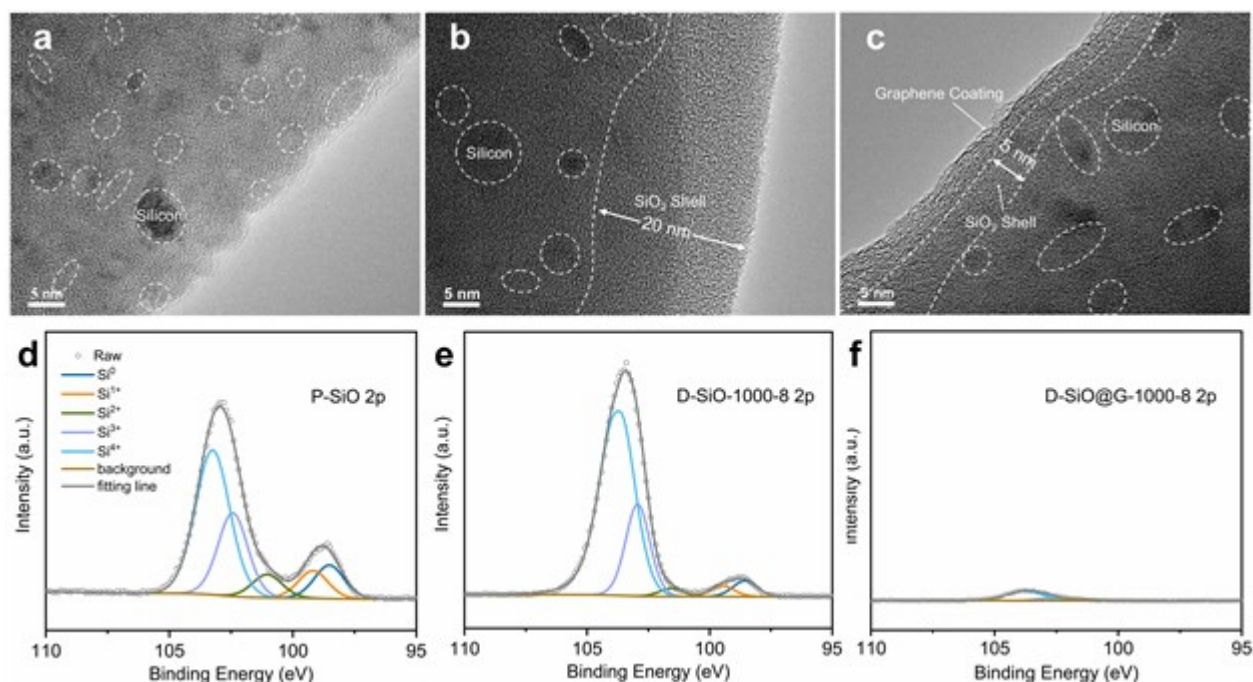 a
Silicon
5 nm
b
Silicon
SiO₂ Shell
20 nm
5 nm
c
Graphene Coating
Silicon
5 nm
SiO₂ Shell
5 nm
d
Raw
Si⁰
Si¹⁺
Si²⁺
Si³⁺
Si⁴⁺
background
fitting line
P-SiO 2p
Intensity (a.u.)
110
105
100
95
Binding Energy (eV)
e
D-SiO-1000-8 2p
Intensity (a.u.)
110
105
100
95
Binding Energy (eV)
f
D-SiO@G-1000-8 2p
Intensity (a.u.)
110
105
100
95
Binding Energy (eV)